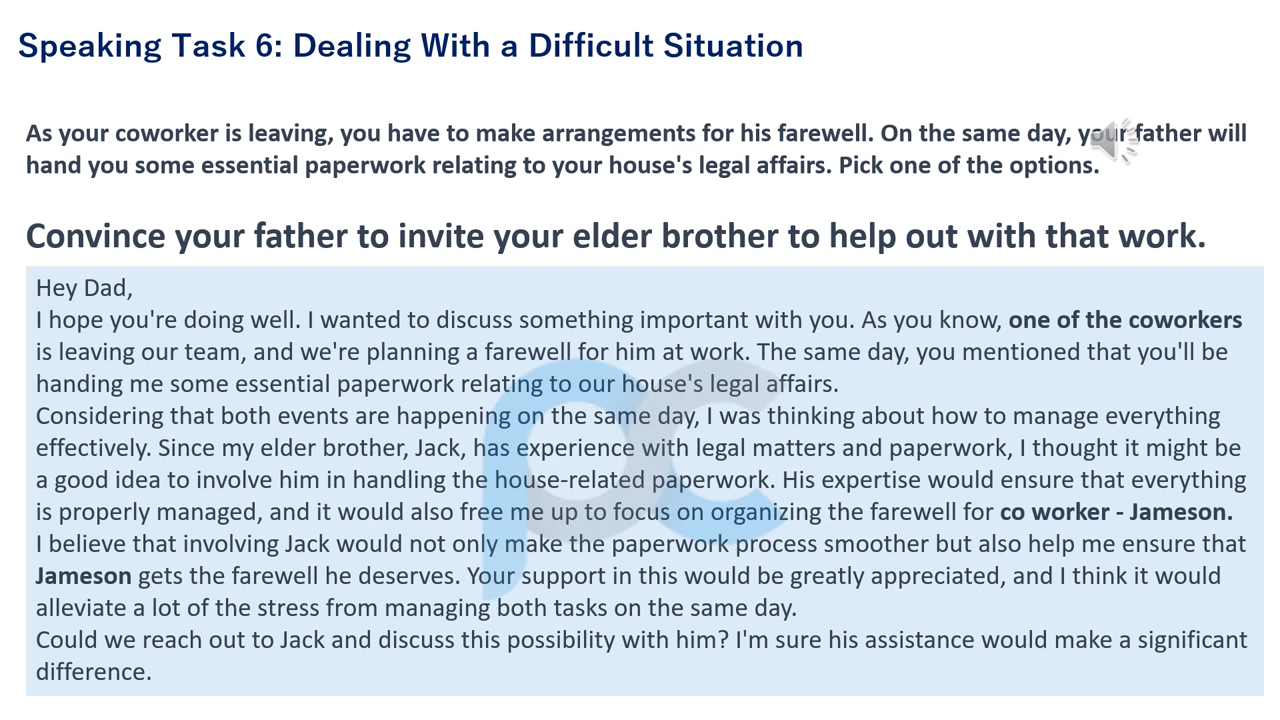 Speaking Task 6: Dealing With a Difficult Situation
As your coworker is leaving, you have to make arrangements for his farewell. On the same day, your father will
hand you some essential paperwork relating to your house's legal affairs. Pick one of the options.
Convince your father to invite your elder brother to help out with that work.
Hey Dad,
I hope you're doing well. I wanted to discuss something important with you. As you know, one of the coworkers
is leaving our team, and we're planning a farewell for him at work. The same day, you mentioned that you'll be
handing me some essential paperwork relating to our house's legal affairs.
Considering that both events are happening on the same day, I was thinking about how to manage everything
effectively. Since my elder brother, Jack, has experience with legal matters and paperwork, I thought it might be
a good idea to involve him in handling the house-related paperwork. His expertise would ensure that everything
is properly managed, and it would also free me up to focus on organizing the farewell for co worker - Jameson.
I believe that involving Jack would not only make the paperwork process smoother but also help me ensure that
Jameson gets the farewell he deserves. Your support in this would be greatly appreciated, and I think it would
alleviate a lot of the stress from managing both tasks on the same day.
Could we reach out to Jack and discuss this possibility with him? I'm sure his assistance would make a significant
difference.